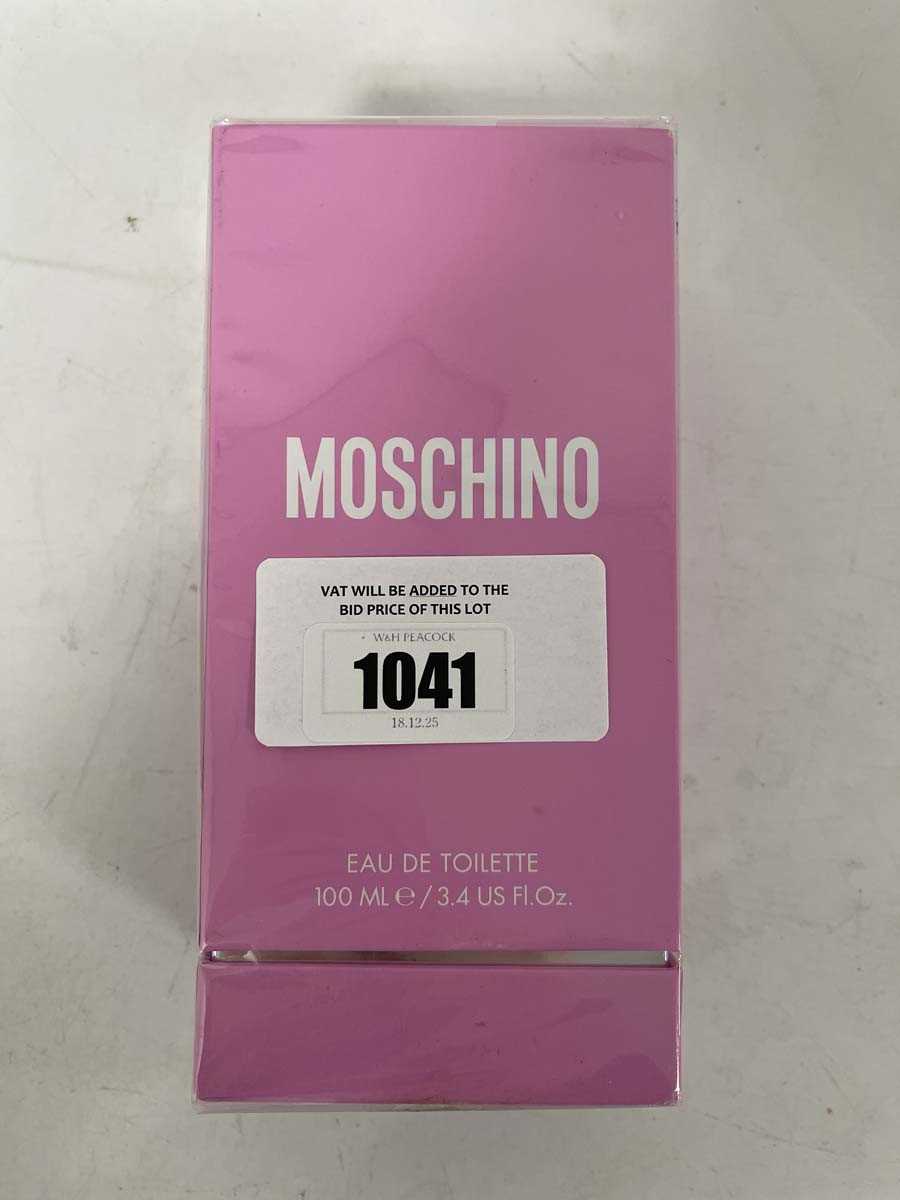 MOSCHINO
VAT WILL BE ADDED TO THE
BID PRICE OF THIS LOT
W&H PEACOCK
1041
18.12.25
EAU DE TOILETTE
100 ML ℮ / 3.4 US Fl.Oz.